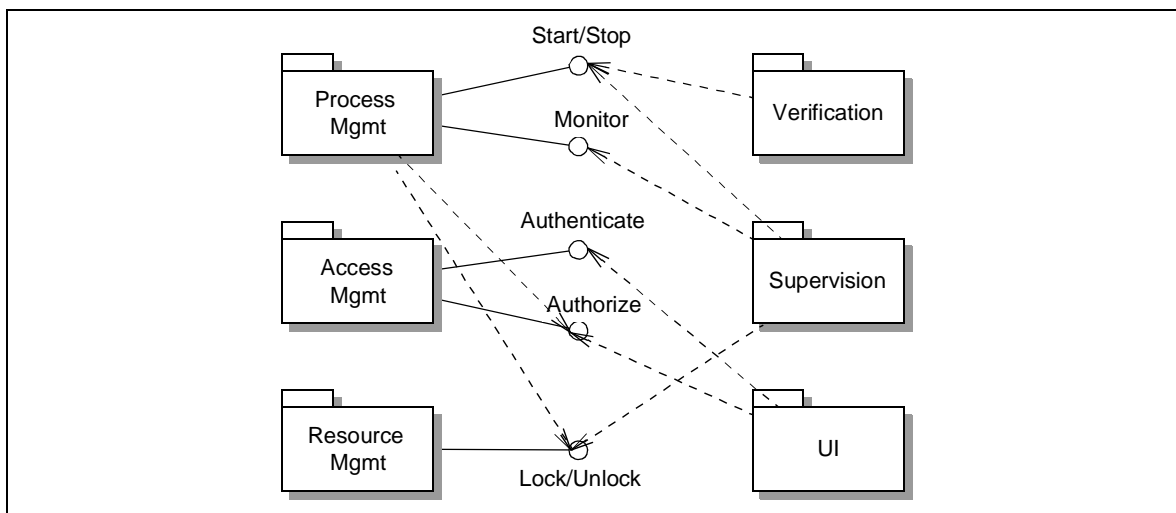 Start/Stop
Process
Mgmt
Monitor
Verification
Authenticate
Access
Mgmt
Authorize
Supervision
Resource
Mgmt
Lock/Unlock
UI